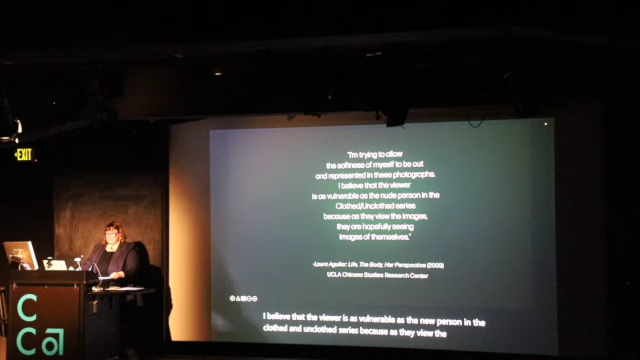 EXIT
"I'm trying to allow
the softness of myself to be out
and represented in these photographs.
I believe that the viewer
is as vulnerable as the nude person in the
Clothed/Unclothed series
because as they view the images,
they are hopefully seeing
images of themselves."
-Laura Aguilar: Life, The Body, Her Perspective (2009)
UCLA Chicano Studies Research Center
I believe that the viewer is as vulnerable as the new person in the
clothed and unclothed series because as they view the
C
Ca